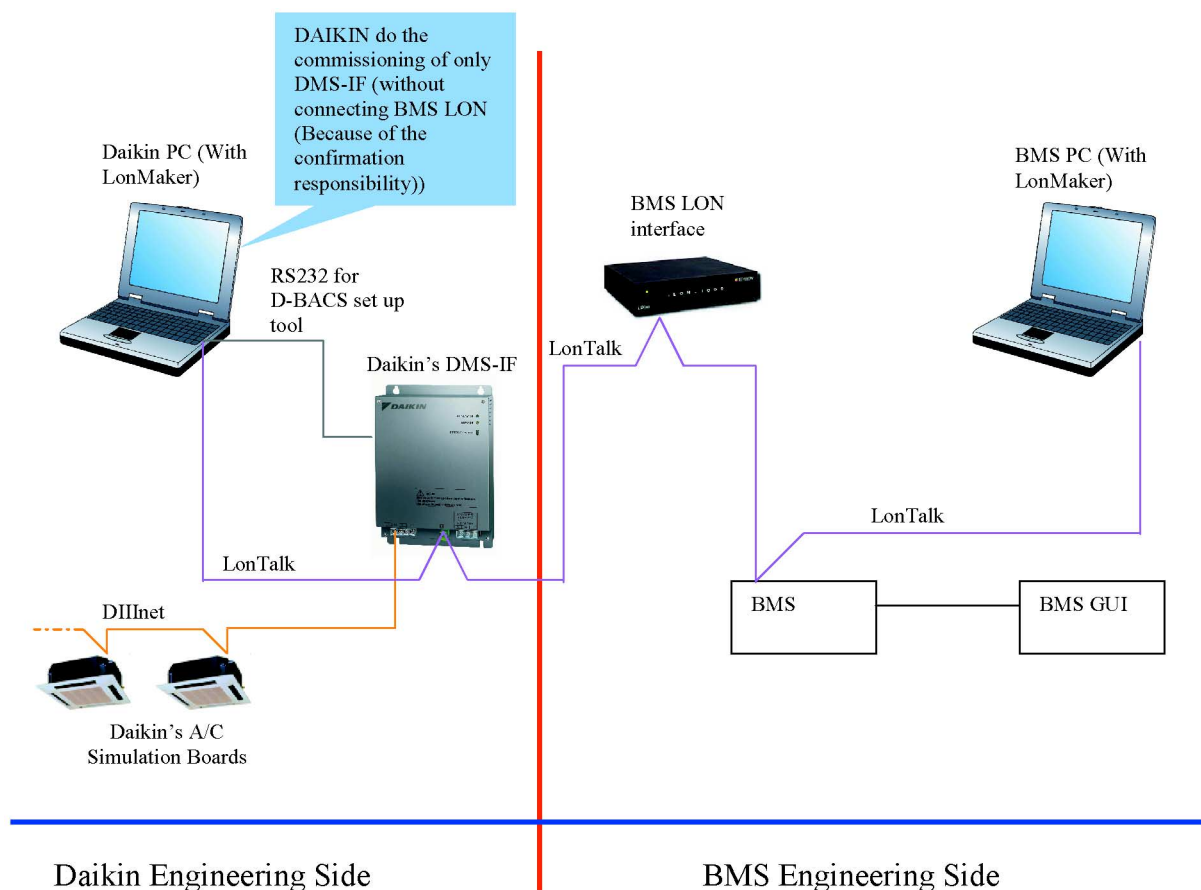 DAIKIN do the
commissioning of only
DMS-IF (without
connecting BMS LON
(Because of the
confirmation
responsibility))
Daikin PC (With
LonMaker)
BMS PC (With
LonMaker)
BMS LON
interface
RS232 for
D-BACS set up
tool
LonTalk
Daikin's DMS-IF
DAIKIN
LonTalk
LonTalk
DIIInet
BMS
BMS GUI
Daikin's A/C
Simulation Boards
Daikin Engineering Side
BMS Engineering Side